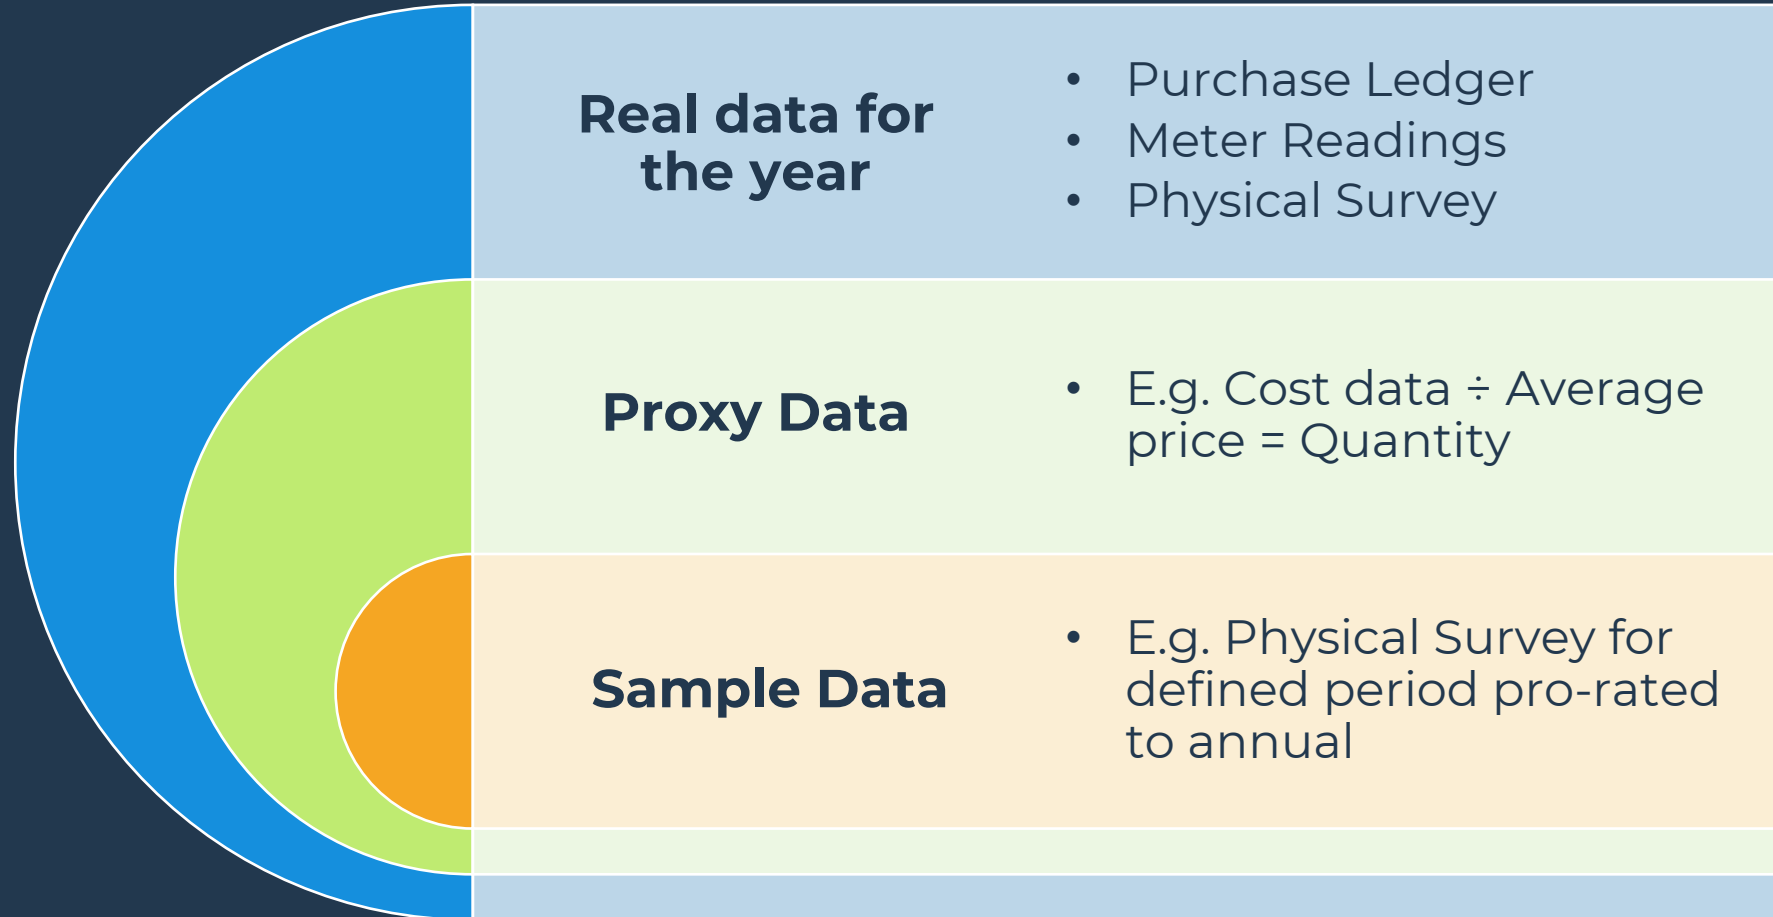 Real data for
the year
• Purchase Ledger
• Meter Readings
• Physical Survey
Proxy Data
• E.g. Cost data ÷ Average
price = Quantity
Sample Data
• E.g. Physical Survey for
defined period pro-rated
to annual